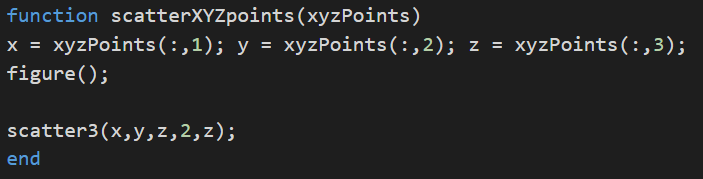 function scatterXYZpoints(xyzPoints)
x = xyzPoints(:,1); y = xyzPoints(:,2); z = xyzPoints(:,3);
figure();
scatter3(x,y,z,2,z);
end